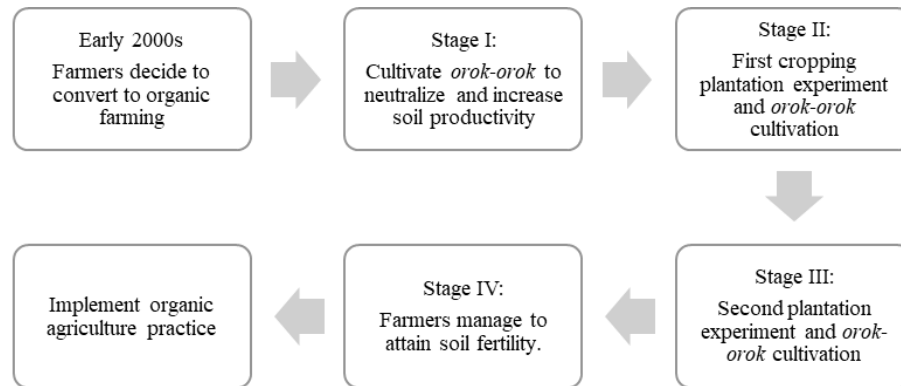 Early 2000s
Farmers decide to
convert to organic
farming
Stage I:
Cultivate orok-orok to
neutralize and increase
soil productivity
Stage II:
First cropping
plantation experiment
and orok-orok
cultivation
Stage III:
Second plantation
experiment and orok-
orok cultivation
Stage IV:
Farmers manage to
attain soil fertility.
Implement organic
agriculture practice